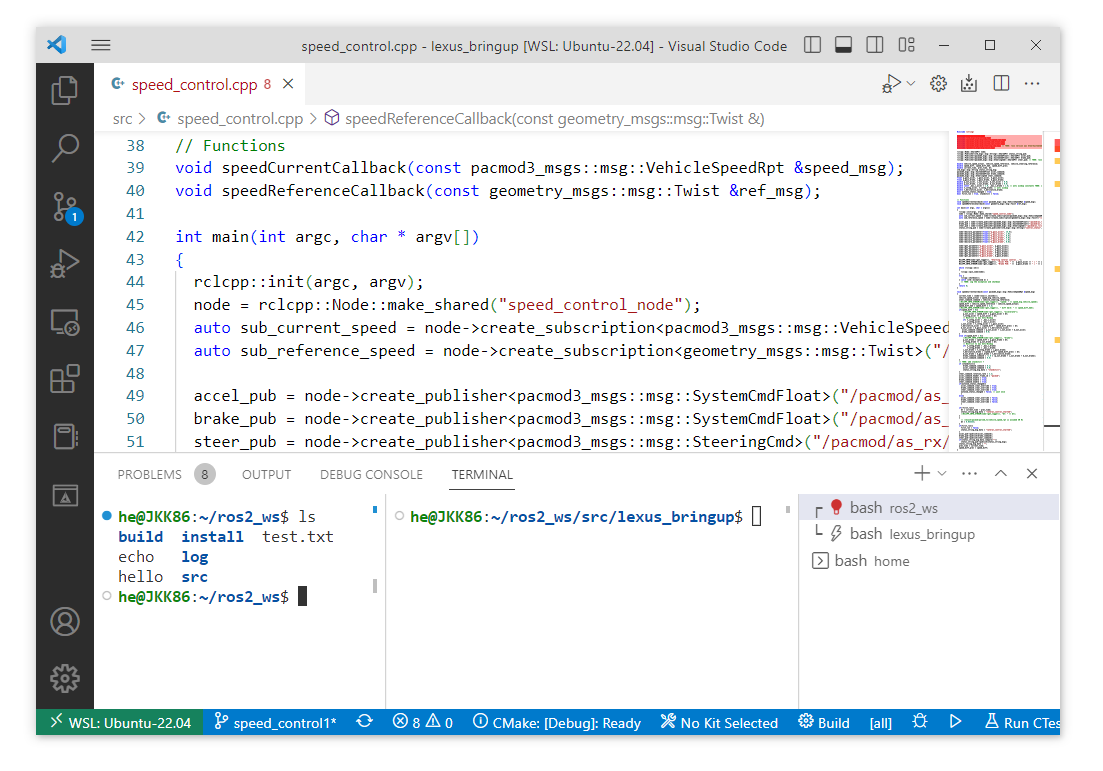 speed_control.cpp - lexus_bringup [WSL: Ubuntu-22.04] - Visual Studio Code
speed_control.cpp 8
src > speed_control.cpp > speedReferenceCallback(const geometry_msgs::msg::Twist &)
38 // Functions
39 void speedCurrentCallback(const pacmod3_msgs::msg::VehicleSpeedRpt &speed_msg);
40 void speedReferenceCallback(const geometry_msgs::msg::Twist &ref_msg);
41
42 int main(int argc, char * argv[])
43 {
44 rclcpp::init(argc, argv);
45 node = rclcpp::Node::make_shared("speed_control_node");
46 auto sub_current_speed = node->create_subscription<pacmod3_msgs::msg::VehicleSpeed
47 auto sub_reference_speed = node->create_subscription<geometry_msgs::msg::Twist>("/
48
49 accel_pub = node->create_publisher<pacmod3_msgs::msg::SystemCmdFloat>("/pacmod/as_
50 brake_pub = node->create_publisher<pacmod3_msgs::msg::SystemCmdFloat>("/pacmod/as_
51 steer_pub = node->create_publisher<pacmod3_msgs::msg::SteeringCmd>("/pacmod/as_rx/
PROBLEMS 8 OUTPUT DEBUG CONSOLE TERMINAL
he@JKK86:~/ros2_ws$ ls
build install test.txt
echo log
hello src
he@JKK86:~/ros2_ws$
he@JKK86:~/ros2_ws/src/lexus_bringup$
bash ros2_ws
bash lexus_bringup
bash home
1
WSL: Ubuntu-22.04 speed_control1* 8 0 CMake: [Debug]: Ready No Kit Selected Build [all] Run CTes